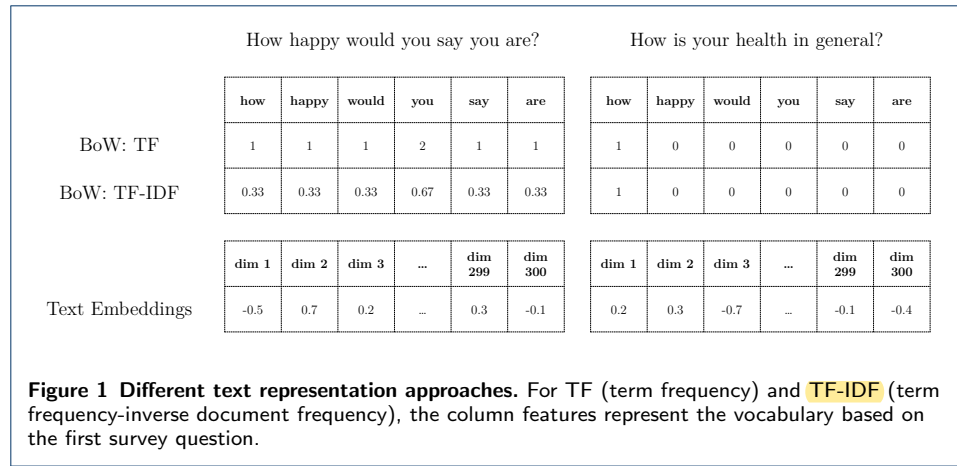 How happy would you say you are? How is your health in general?
how happy would you say are how happy would you say are
BoW: TF 1 1 1 2 1 1 1 0 0 0 0 0
BoW: TF-IDF 0.33 0.33 0.33 0.67 0.33 0.33 1 0 0 0 0 0
dim 1 dim 2 dim 3 ... dim 299 dim 300 dim 1 dim 2 dim 3 ... dim 299 dim 300
Text Embeddings -0.5 0.7 0.2 ... 0.3 -0.1 0.2 0.3 -0.7 ... -0.1 -0.4
Figure 1 Different text representation approaches. For TF (term frequency) and TF-IDF (term
frequency-inverse document frequency), the column features represent the vocabulary based on
the first survey question.